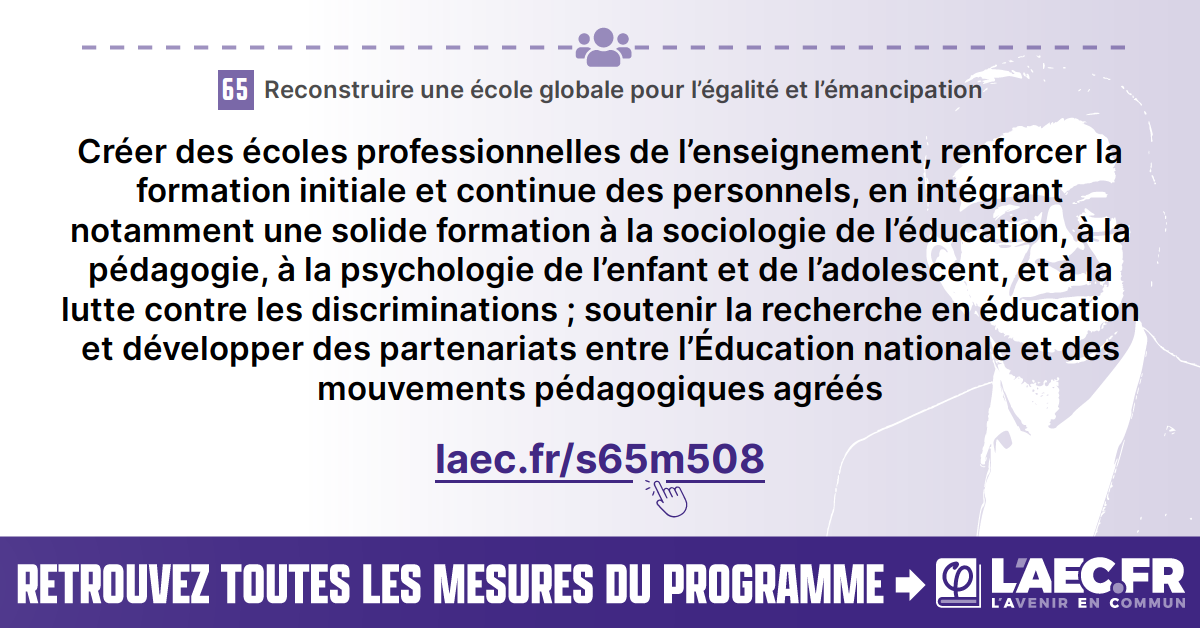 65 Reconstruire une école globale pour l’égalité et l’émancipation
Créer des écoles professionnelles de l’enseignement, renforcer la
formation initiale et continue des personnels, en intégrant
notamment une solide formation à la sociologie de l’éducation, à la
pédagogie, à la psychologie de l’enfant et de l’adolescent, et à la
lutte contre les discriminations ; soutenir la recherche en éducation
et développer des partenariats entre l’Éducation nationale et des
mouvements pédagogiques agréés
laec.fr/s65m508
RETROUVEZ TOUTES LES MESURES DU PROGRAMME
φ L’AEC.FR
L’AVENIR EN COMMUN